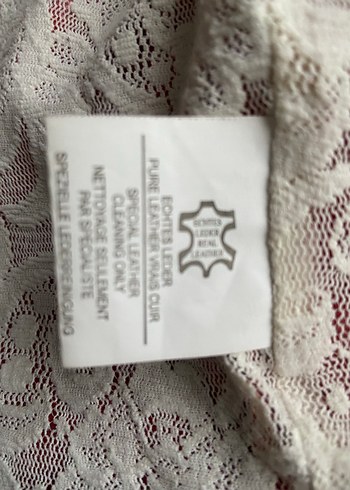 ECHTES
LEDER
REAL
LEATHER
ECHTES LEDER
PURE LEATHER VRAIS CUIR
SPECIAL LEATHER
CLEANING ONLY
NETTOYAGE SEULEMENT
PAR SPECIALISTE
SPEZIELLE LEDERREINIGUNG